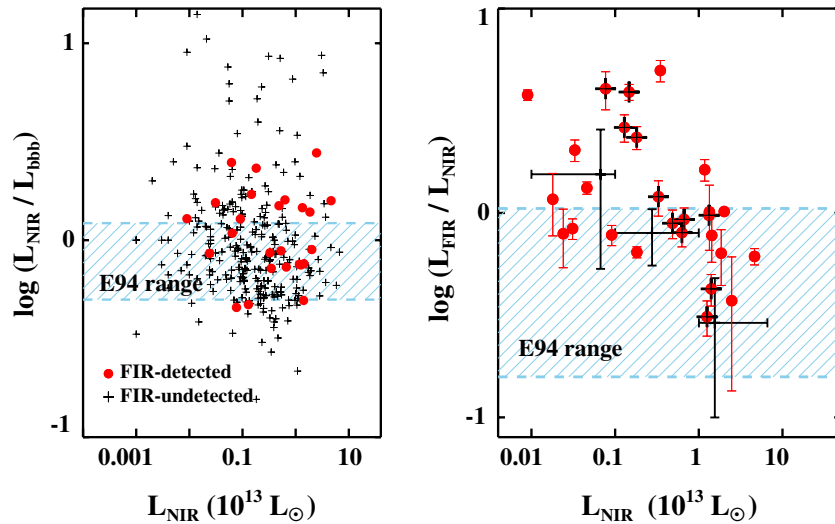 1
0
-1
log (L_NIR / L_bbb)
E94 range
FIR-detected
FIR-undetected
0.001 0.1 10
L_NIR (10^13 L_☉)
1
0
-1
log (L_FIR / L_NIR)
E94 range
0.01 0.1 1 10
L_NIR (10^13 L_☉)